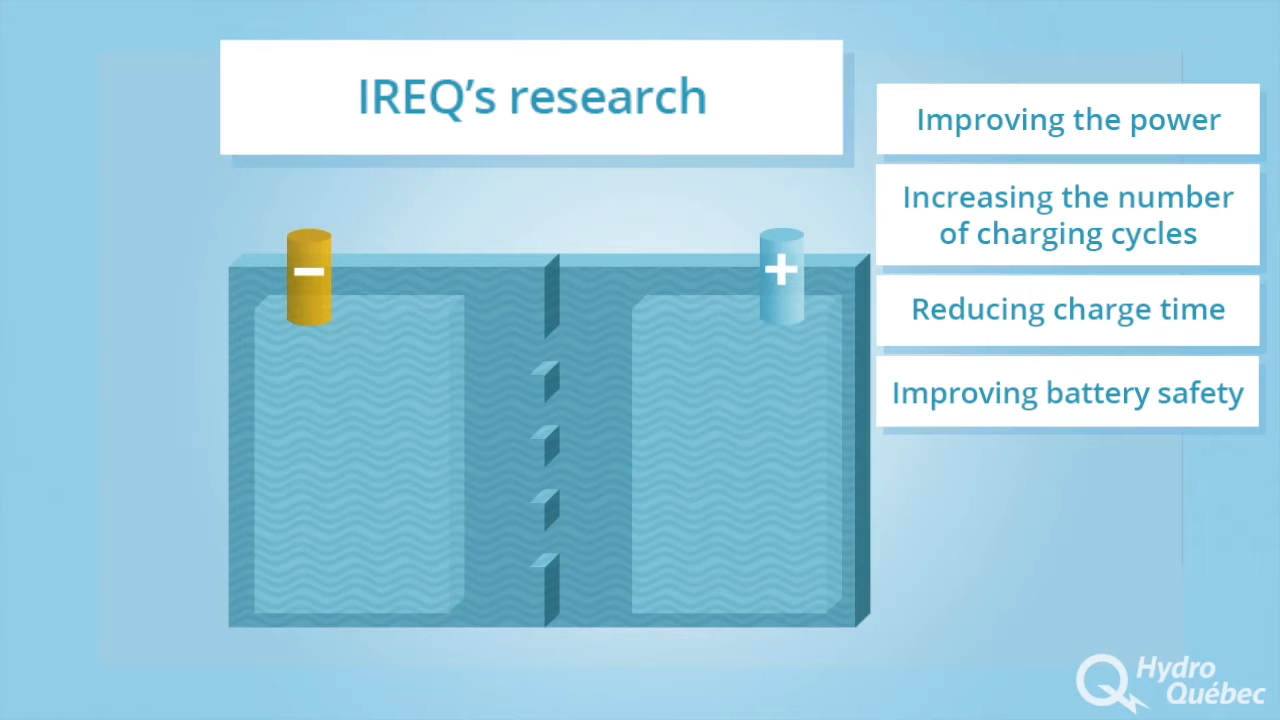 IREQ's research
Improving the power
Increasing the number
of charging cycles
Reducing charge time
Improving battery safety
−
+
Hydro
Québec